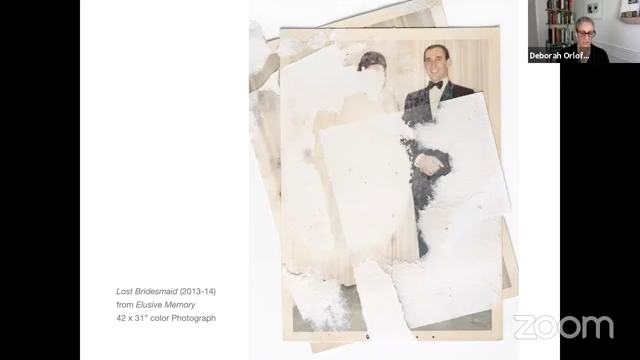 Deborah Orlof...
Lost Bridesmaid (2013-14)
from Elusive Memory
42 x 31" color Photograph
zoom